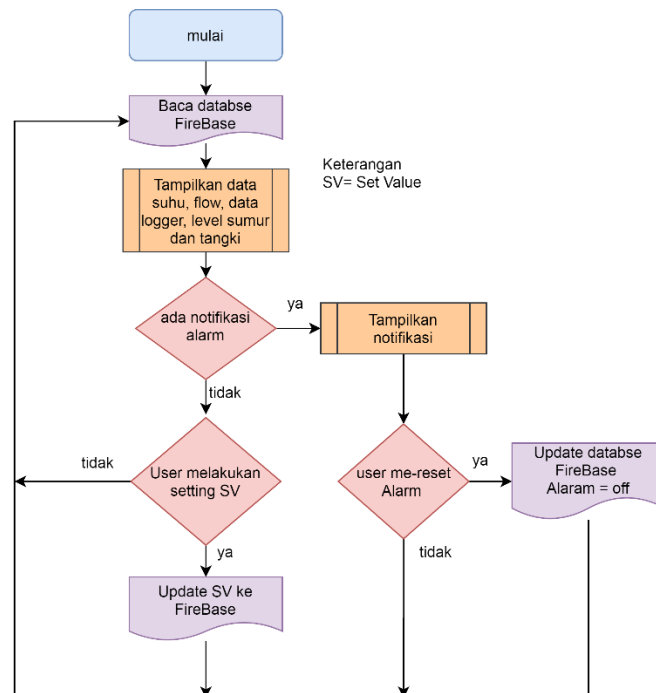 mulai
Baca databse
FireBase
Keterangan
SV= Set Value
Tampilkan data
suhu, flow, data
logger, level sumur
dan tangki
ada notifikasi
alarm
ya
Tampilkan
notifikasi
tidak
tidak
User melakukan
setting SV
user me-reset
Alarm
ya
Update databse
FireBase
Alaram = off
ya
tidak
Update SV ke
FireBase